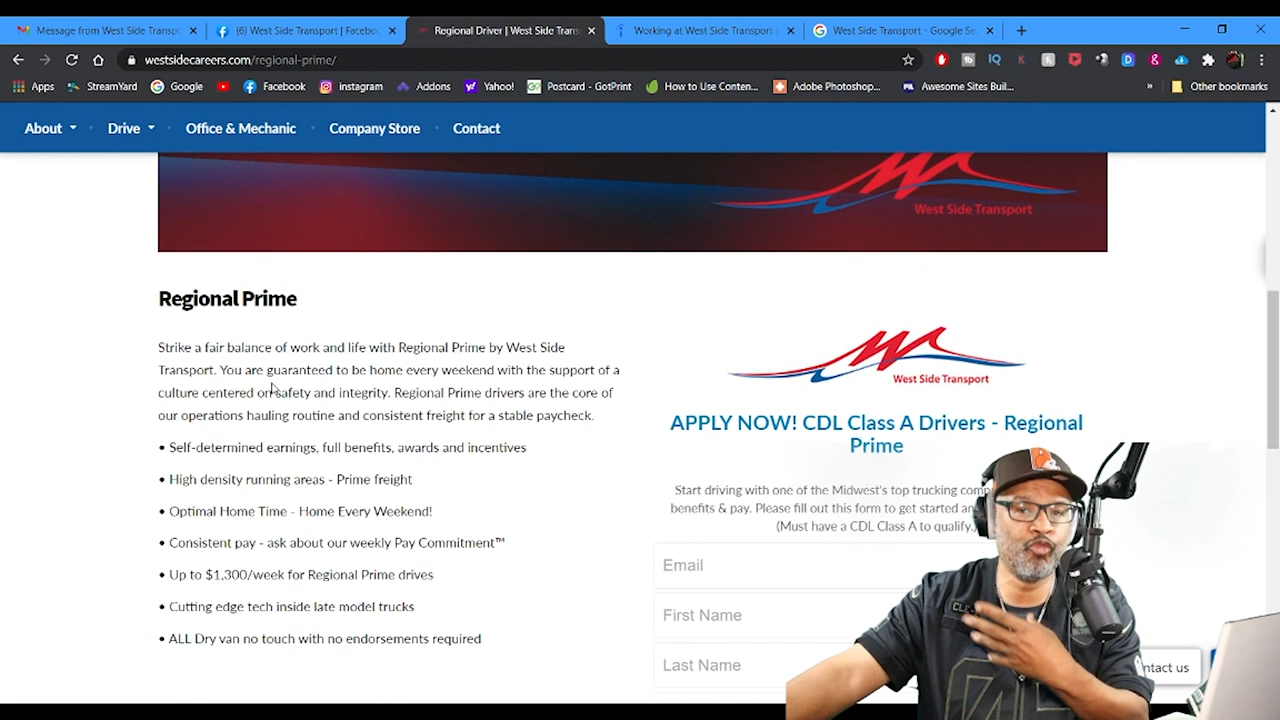 Message from West Side Transpo
(6) West Side Transport | Faceboo
Regional Driver | West Side Trans
Working at West Side Transport
West Side Transport - Google Se
westsidecareers.com/regional-prime/
Apps
StreamYard
Google
Facebook
instagram
Addons
Yahoo!
Postcard - GotPrint
How to Use Conten...
Adobe Photoshop...
Awesome Sites Buil...
Other bookmarks
About
Drive
Office & Mechanic
Company Store
Contact
West Side Transport
Regional Prime
Strike a fair balance of work and life with Regional Prime by West Side
Transport. You are guaranteed to be home every weekend with the support of a
culture centered on safety and integrity. Regional Prime drivers are the core of
our operations hauling routine and consistent freight for a stable paycheck.
• Self-determined earnings, full benefits, awards and incentives
• High density running areas - Prime freight
• Optimal Home Time - Home Every Weekend!
• Consistent pay - ask about our weekly Pay Commitment™
• Up to $1,300/week for Regional Prime drives
• Cutting edge tech inside late model trucks
• ALL Dry van no touch with no endorsements required
West Side Transport
APPLY NOW! CDL Class A Drivers - Regional
Prime
Start driving with one of the Midwest's top trucking comp
benefits & pay. Please fill out this form to get started an
(Must have a CDL Class A to qualify.)
Email
First Name
Last Name
ntact us